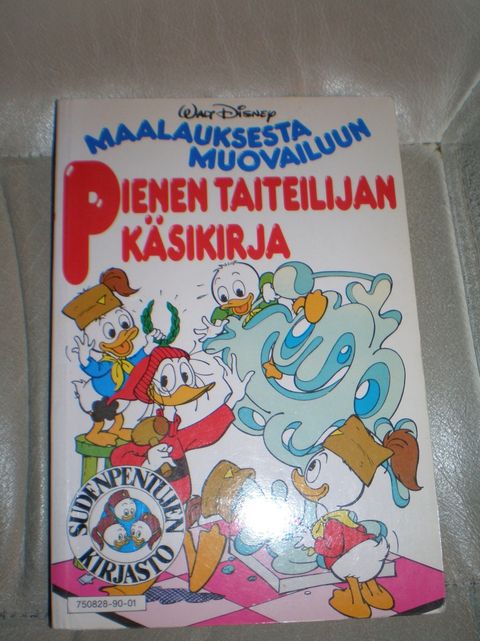 WALT DISNEY
MAALAUKSESTA
MUOVAILUUN
PIENEN TAITEILIJAN
KÄSIKIRJA
SUDENPENTUJEN
KIRJASTO
750828-90-01